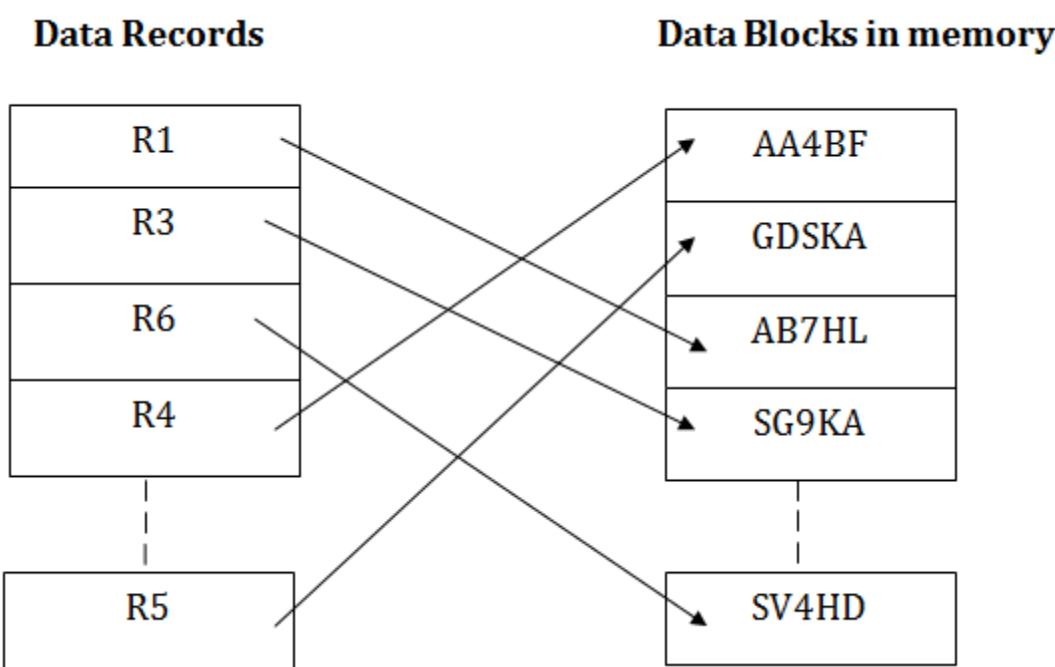 Data Records
Data Blocks in memory
R1
AA4BF
R3
GDSKA
R6
AB7HL
R4
SG9KA
R5
SV4HD